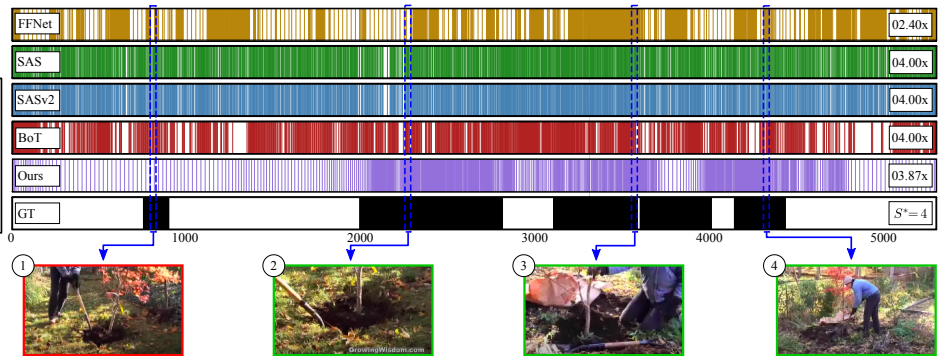 FFNet 02.40x
SAS 04.00x
SASv2 04.00x
BoT 04.00x
Ours 03.87x
GT S*= 4
0 1000 2000 3000 4000 5000
1 2 3 4
GrowingWisdom.com